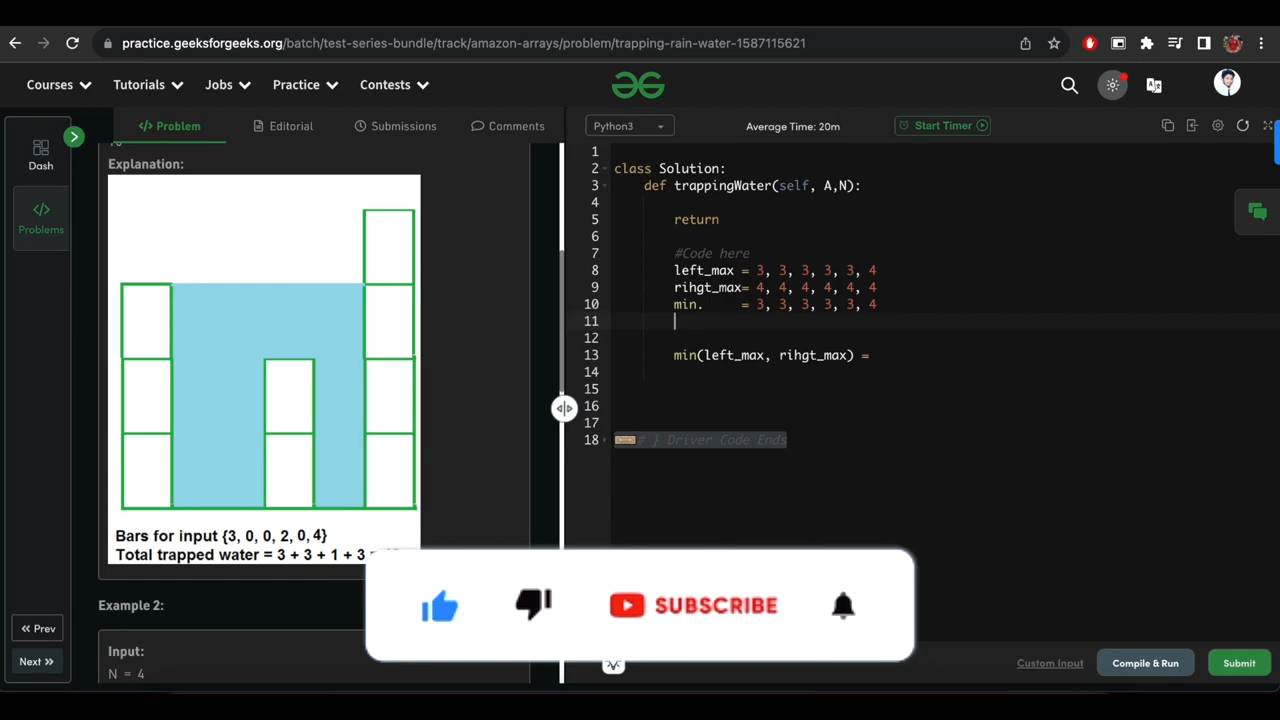 practice.geeksforgeeks.org/batch/test-series-bundle/track/amazon-arrays/problem/trapping-rain-water-1587115621
Courses Tutorials Jobs Practice Contests
Dash
Problems
</> Problem Editorial Submissions Comments
Explanation:
Bars for input {3, 0, 0, 2, 0, 4}
Total trapped water = 3 + 3 + 1 + 3 =
Example 2:
Input:
N = 4
<< Prev
Next >>
Python3 Average Time: 20m Start Timer
1
2 class Solution:
3 def trappingWater(self, A,N):
4
5 return
6
7 #Code here
8 left_max = 3, 3, 3, 3, 3, 4
9 rihgt_max= 4, 4, 4, 4, 4, 4
10 min. = 3, 3, 3, 3, 3, 4
11
12
13 min(left_max, rihgt_max) =
14
15
16
17
18 # } Driver Code Ends
SUBSCRIBE
Custom Input Compile & Run Submit